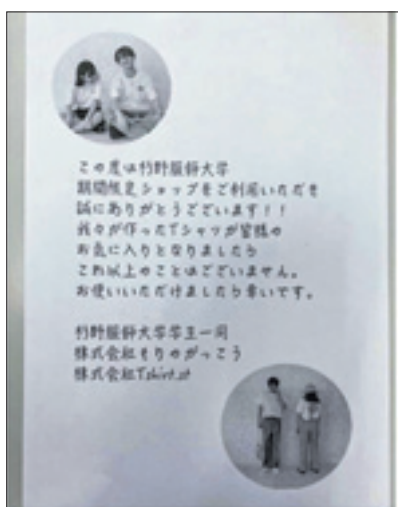 この度は杉野服飾大学
期間限定ショップをご利用いただき
誠にありがとうございます！！
我々が作ったTシャツが皆様の
お気に入りとなりましたら
これ以上のことはございません。
お使いいただけましたら幸いです。
杉野服飾大学学生一同
株式会社もりのがっこう
株式会社Tshirt.st